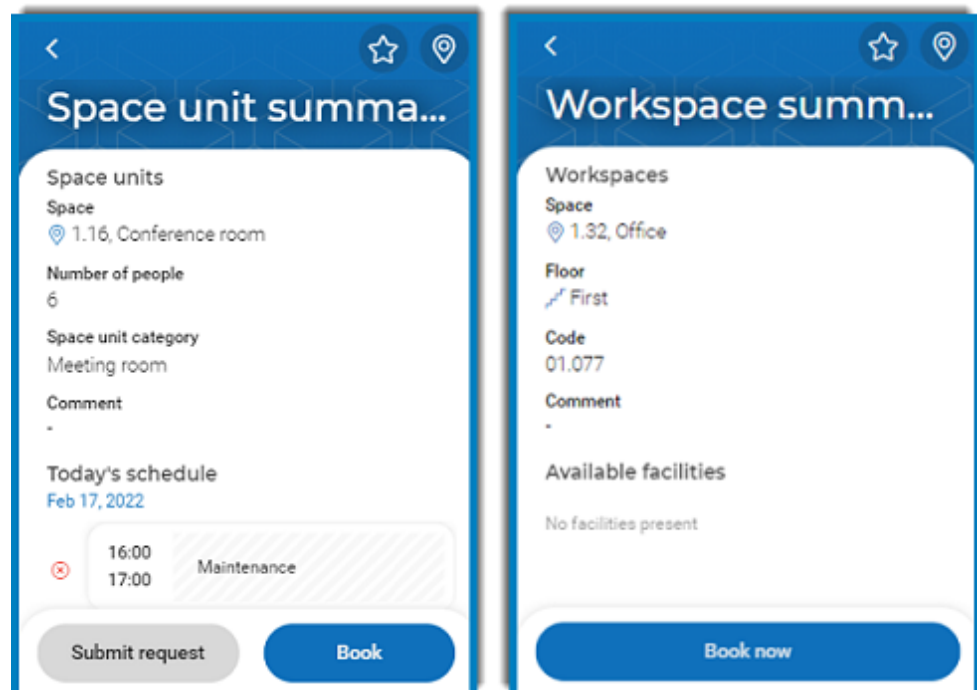 Space unit summa...
Space units
Space
1.16, Conference room
Number of people
6
Space unit category
Meeting room
Comment
-
Today's schedule
Feb 17, 2022
16:00
17:00
Maintenance
Submit request
Book
Workspace summ...
Workspaces
Space
1.32, Office
Floor
First
Code
01.077
Comment
-
Available facilities
No facilities present
Book now